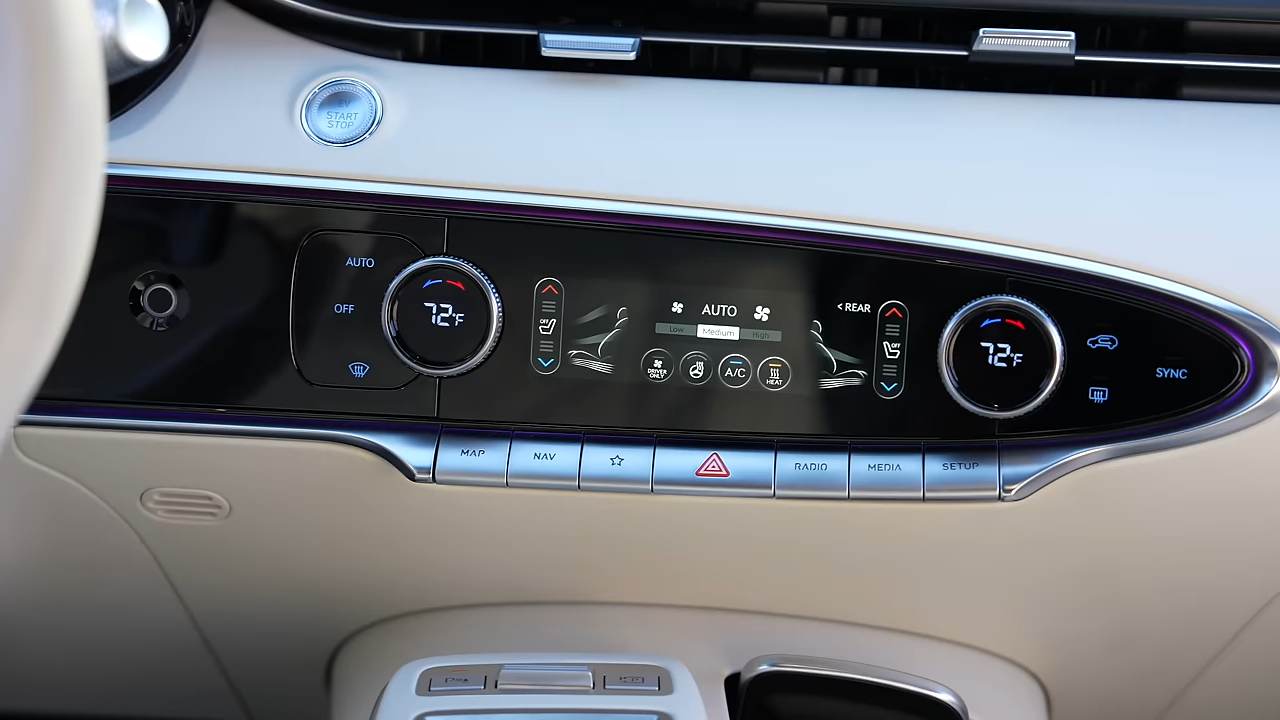 EV
START
STOP
AUTO
OFF
72°F
OFF
AUTO
Low
Medium
High
DRIVER
ONLY
A/C
HEAT
< REAR
OFF
72°F
SYNC
MAP
NAV
RADIO
MEDIA
SETUP